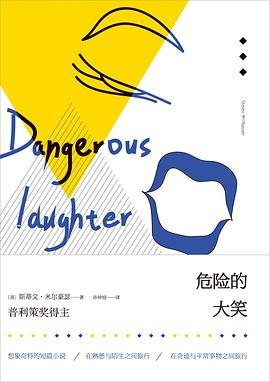 Steven Millhauser
Dangerous
laughter
危险的
大笑
[美] 斯蒂文·米尔豪瑟——著 孙仲旭——译
普利策奖得主
想象奇特的短篇小说 / 在熟悉与陌生之间旅行 / 在奇迹与平常事物之间旅行